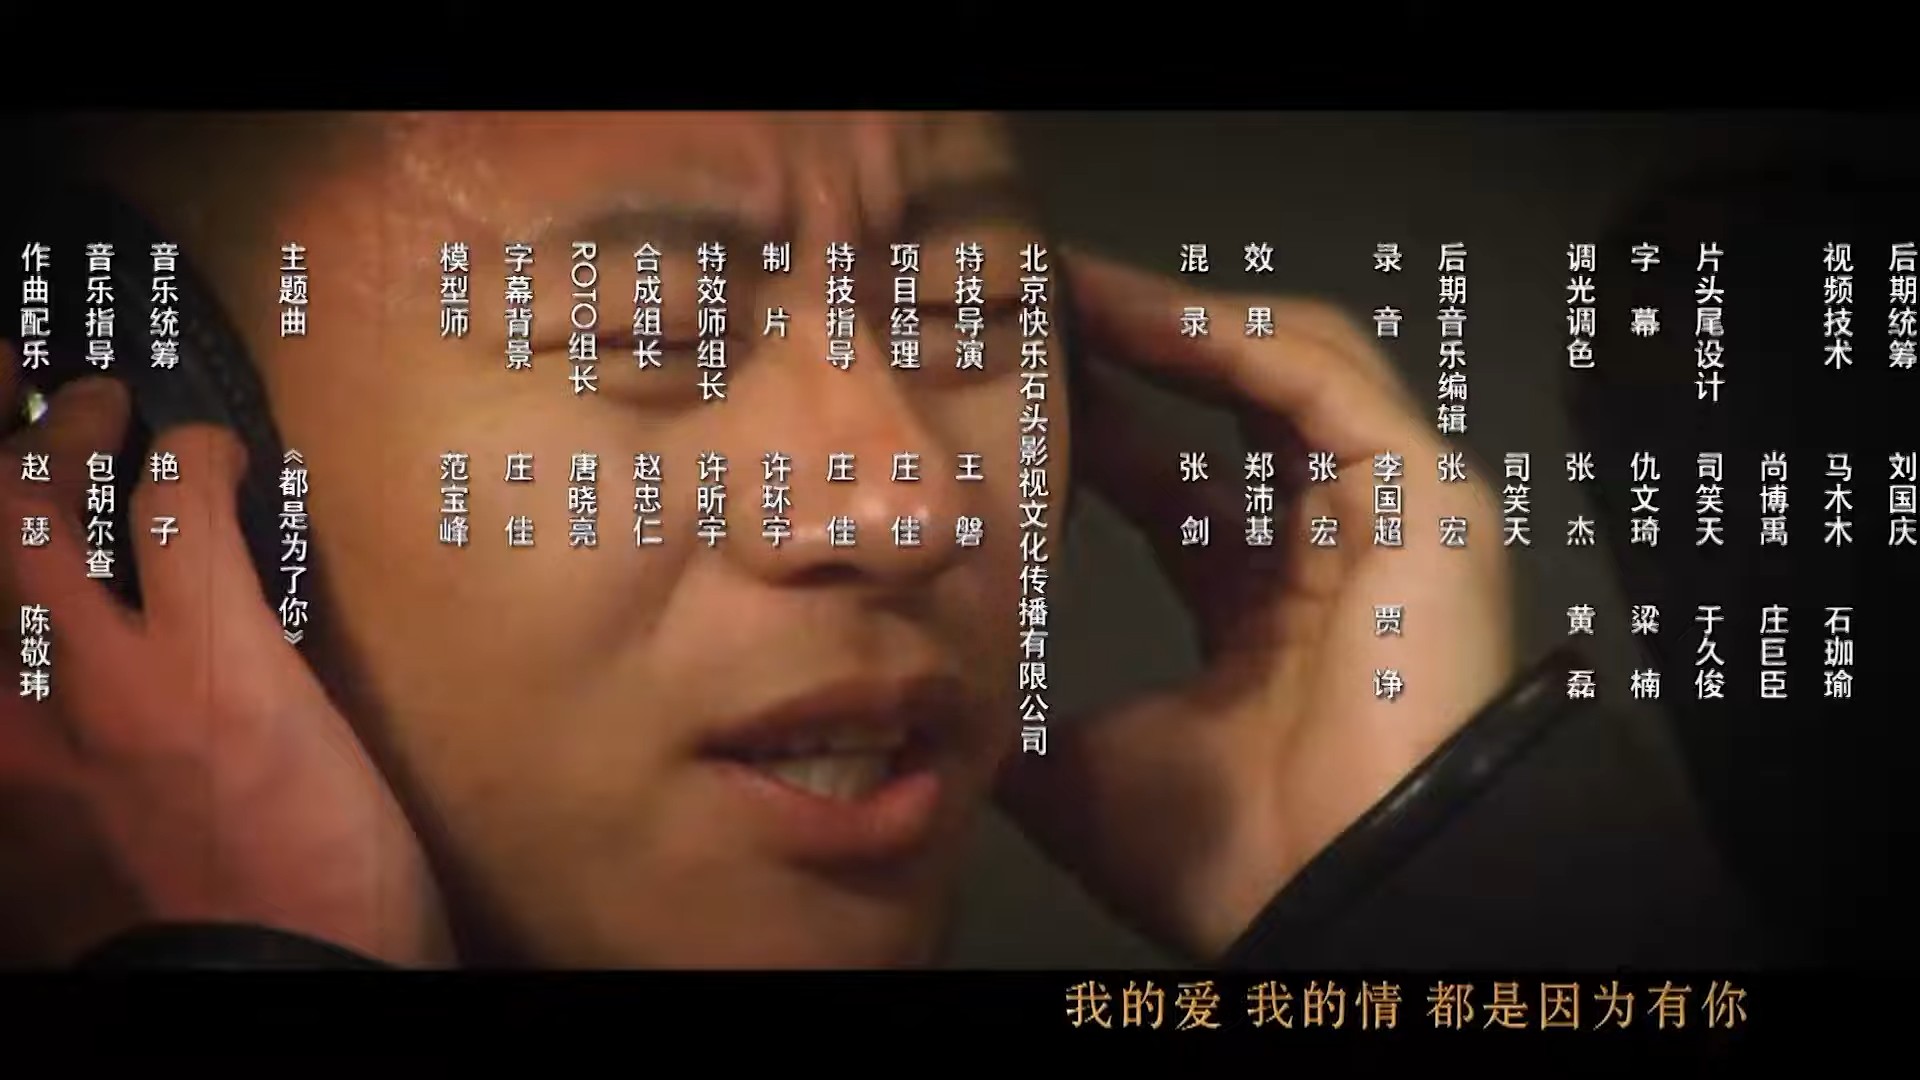 后期统筹 刘国庆
视频技术 马木木 石珈瑜
尚博禹 庄巨臣
片头尾设计 司笑天 于久俊
字 幕 仇文琦 粱 楠
调光调色 张 杰 黄 磊
司笑天
后期音乐编辑 张 宏
录 音 李国超 贾 诤
张 宏
效 果 郑沛基
混 录 张 剑
北京快乐石头影视文化传播有限公司
特技导演 王 磐
项目经理 庄 佳
特技指导 庄 佳
制 片 许环宇
特效师组长 许昕宇
合成组长 赵忠仁
ROTO组长 唐晓亮
字幕背景 庄 佳
模型师 范宝峰
主题曲 《都是为了你》
音乐统筹 艳 子
音乐指导 包胡尔查
作曲配乐 赵 瑟 陈敬玮
我的爱 我的情 都是因为有你